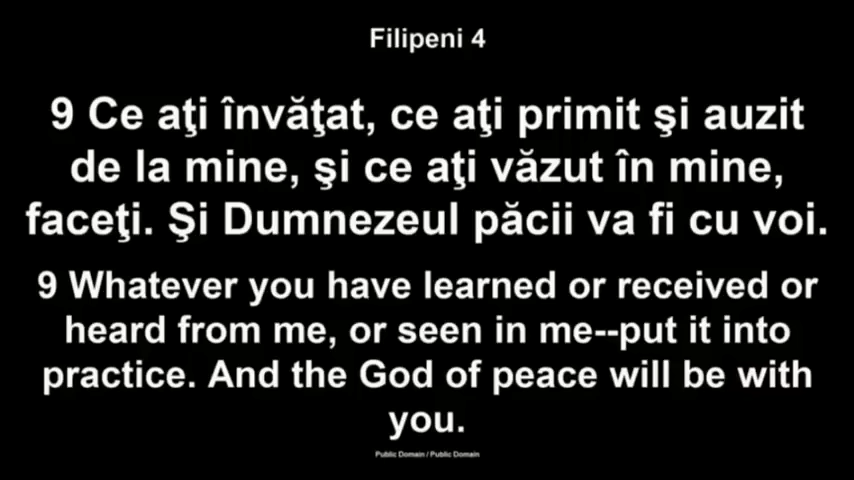 Filipeni 4
9 Ce aţi învăţat, ce aţi primit şi auzit
de la mine, şi ce aţi văzut în mine,
faceţi. Şi Dumnezeul păcii va fi cu voi.
9 Whatever you have learned or received or
heard from me, or seen in me--put it into
practice. And the God of peace will be with
you.
Public Domain / Public Domain